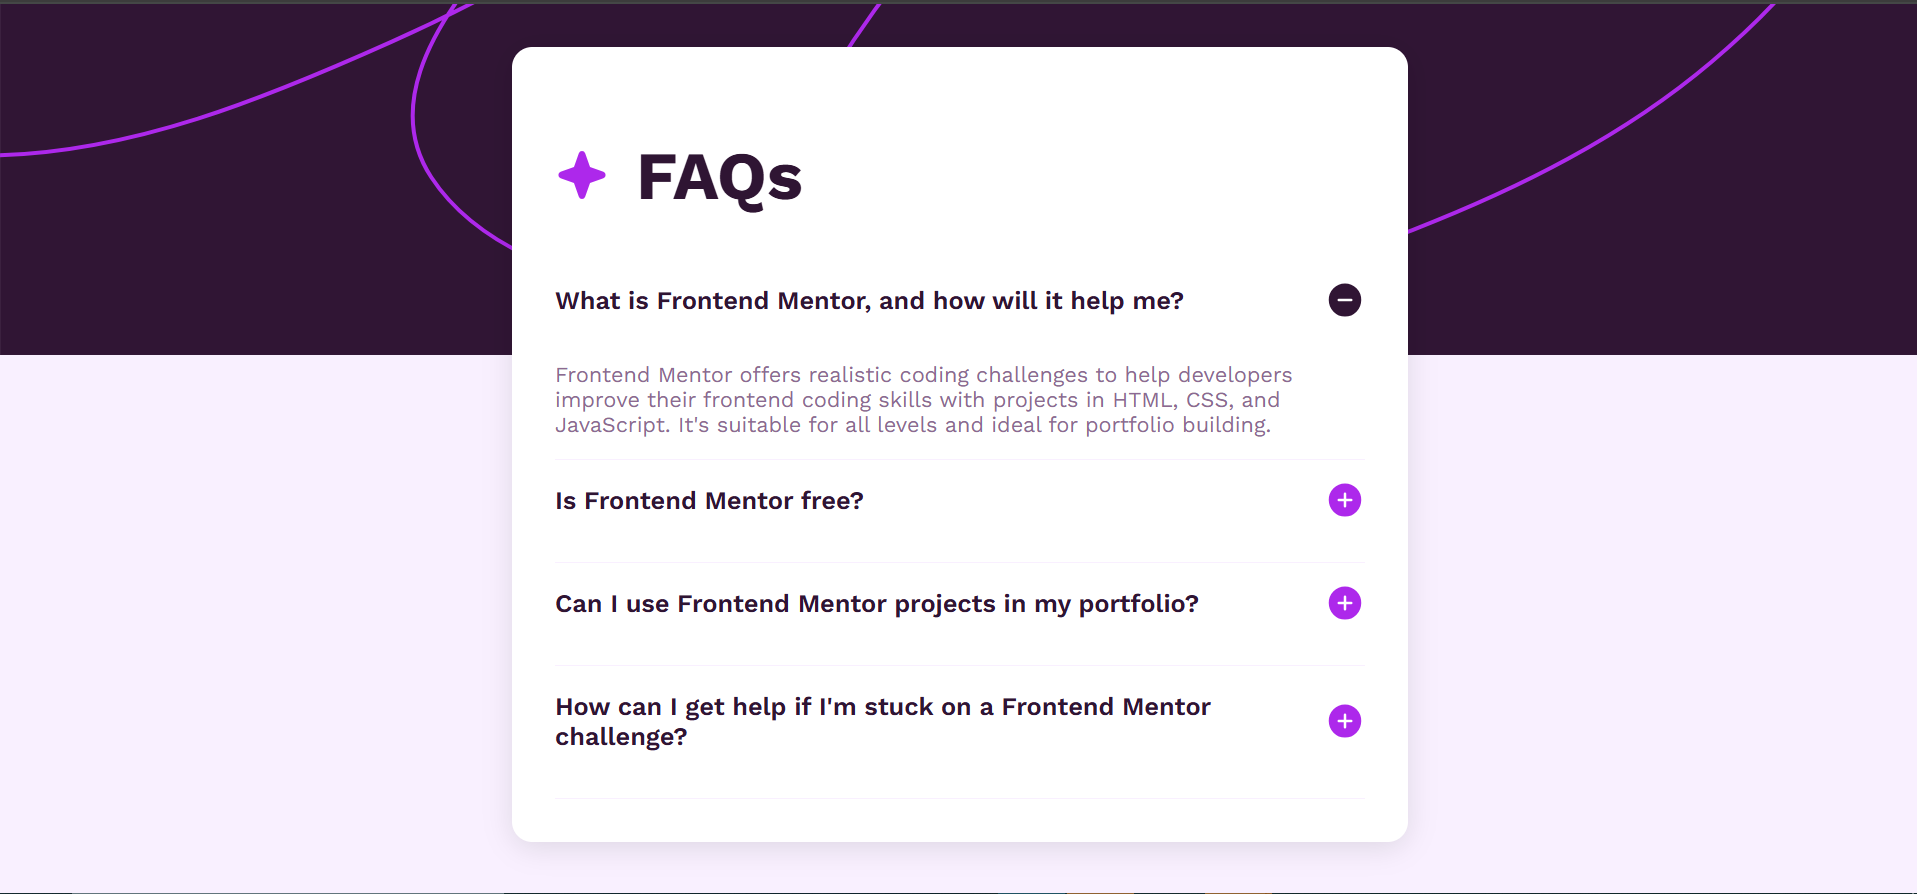 FAQs
What is Frontend Mentor, and how will it help me?
Frontend Mentor offers realistic coding challenges to help developers
improve their frontend coding skills with projects in HTML, CSS, and
JavaScript. It's suitable for all levels and ideal for portfolio building.
Is Frontend Mentor free?
Can I use Frontend Mentor projects in my portfolio?
How can I get help if I'm stuck on a Frontend Mentor
challenge?